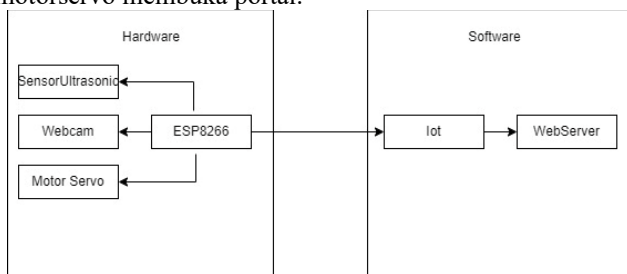 motorservo membuka portal.
Hardware
Software
SensorUltrasonic
Webcam
ESP8266
Iot
WebServer
Motor Servo